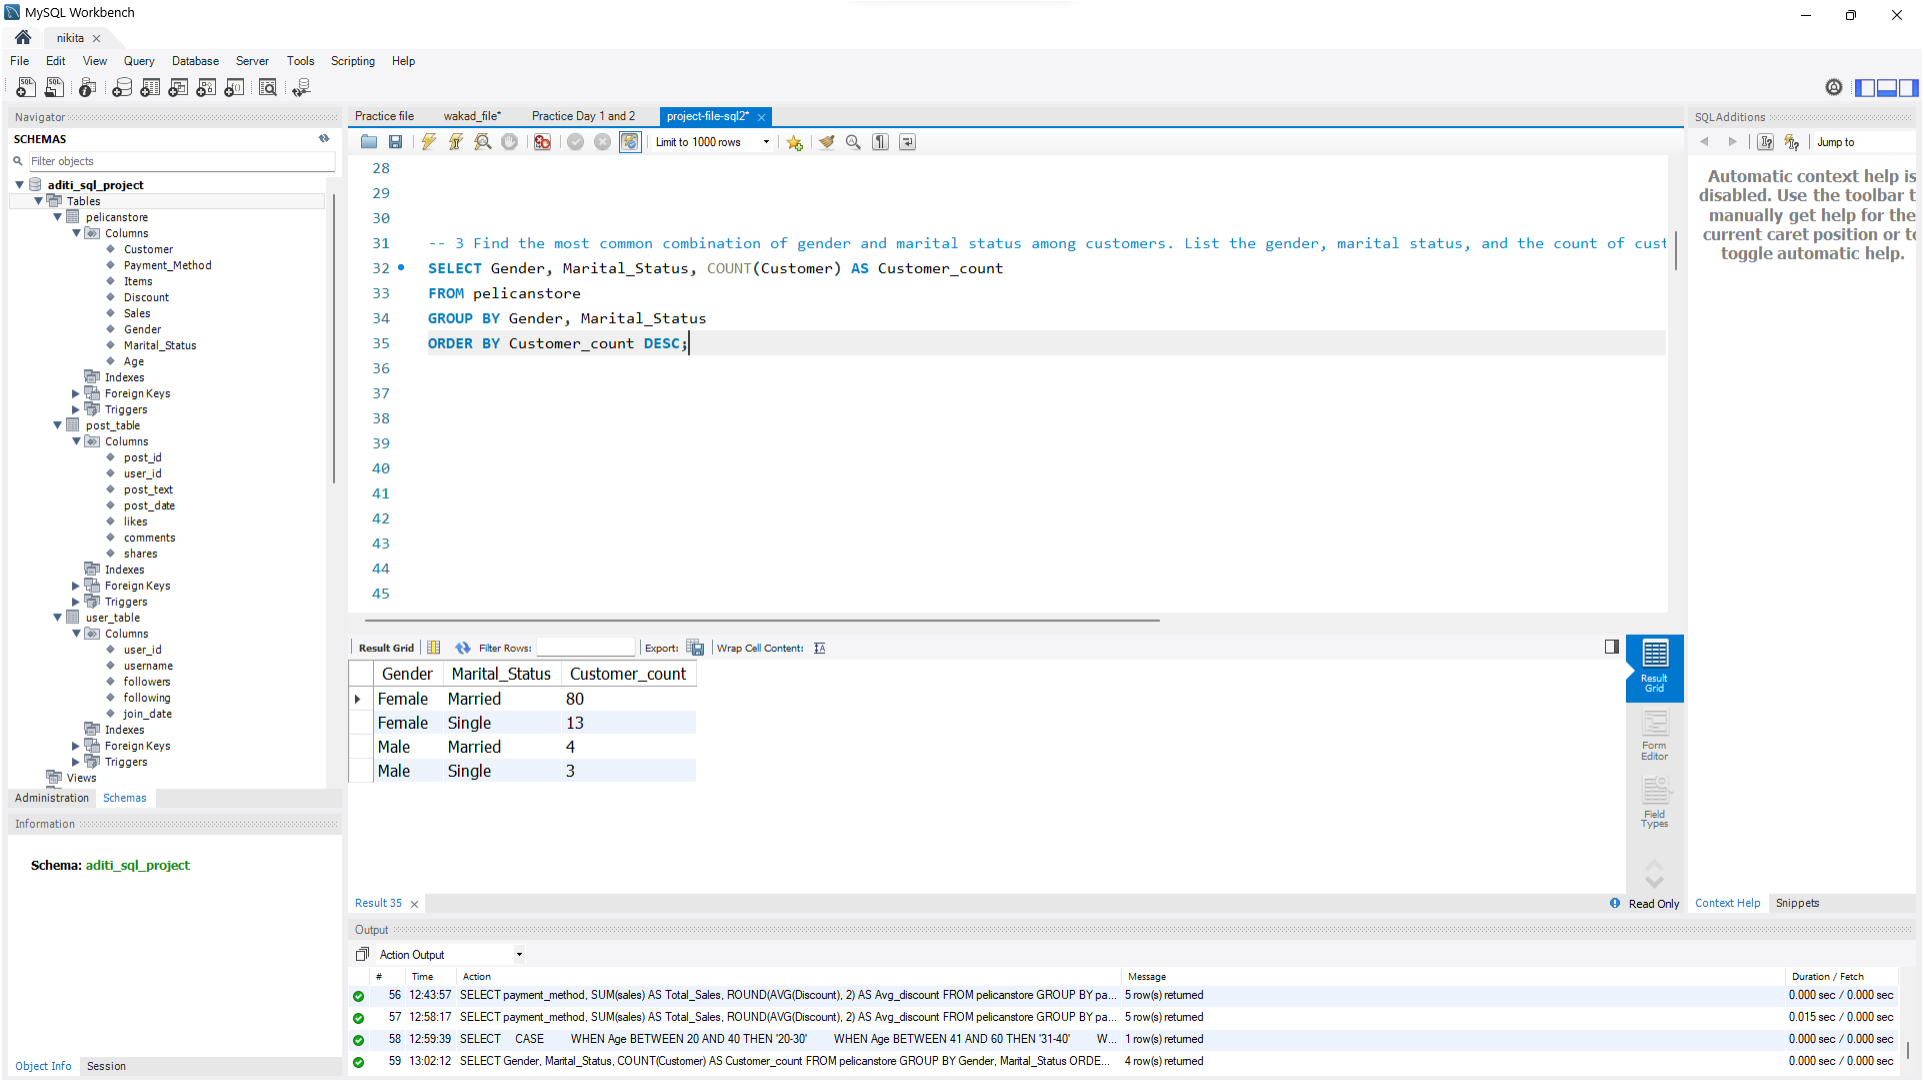 MySQL Workbench
nikita
File Edit View Query Database Server Tools Scripting Help
Navigator
SCHEMAS
Filter objects
aditi_sql_project
Tables
pelicanstore
Columns
Customer
Payment_Method
Items
Discount
Sales
Gender
Marital_Status
Age
Indexes
Foreign Keys
Triggers
post_table
Columns
post_id
user_id
post_text
post_date
likes
comments
shares
Indexes
Foreign Keys
Triggers
user_table
Columns
user_id
username
followers
following
join_date
Indexes
Foreign Keys
Triggers
Views
Administration Schemas
Information
Schema: aditi_sql_project
Object Info Session
Practice file wakad_file* Practice Day 1 and 2 project-file-sql2*
Limit to 1000 rows
28
29
30
31 -- 3 Find the most common combination of gender and marital status among customers. List the gender, marital status, and the count of cust
32 SELECT Gender, Marital_Status, COUNT(Customer) AS Customer_count
33 FROM pelicanstore
34 GROUP BY Gender, Marital_Status
35 ORDER BY Customer_count DESC;
36
37
38
39
40
41
42
43
44
45
Result Grid Filter Rows: Export: Wrap Cell Content:
Gender Marital_Status Customer_count
Female Married 80
Female Single 13
Male Married 4
Male Single 3
Result Grid
Form Editor
Field Types
Result 35
Read Only
Output
Action Output
# Time Action Message Duration / Fetch
56 12:43:57 SELECT payment_method, SUM(sales) AS Total_Sales, ROUND(AVG(Discount), 2) AS Avg_discount FROM pelicanstore GROUP BY pa... 5 row(s) returned 0.000 sec / 0.000 sec
57 12:58:17 SELECT payment_method, SUM(sales) AS Total_Sales, ROUND(AVG(Discount), 2) AS Avg_discount FROM pelicanstore GROUP BY pa... 5 row(s) returned 0.015 sec / 0.000 sec
58 12:59:39 SELECT CASE WHEN Age BETWEEN 20 AND 40 THEN '20-30' WHEN Age BETWEEN 41 AND 60 THEN '31-40' W... 1 row(s) returned 0.000 sec / 0.000 sec
59 13:02:12 SELECT Gender, Marital_Status, COUNT(Customer) AS Customer_count FROM pelicanstore GROUP BY Gender, Marital_Status ORDE... 4 row(s) returned 0.000 sec / 0.000 sec
SQLAdditions
Jump to
Automatic context help is
disabled. Use the toolbar t
manually get help for the
current caret position or to
toggle automatic help.
Context Help Snippets